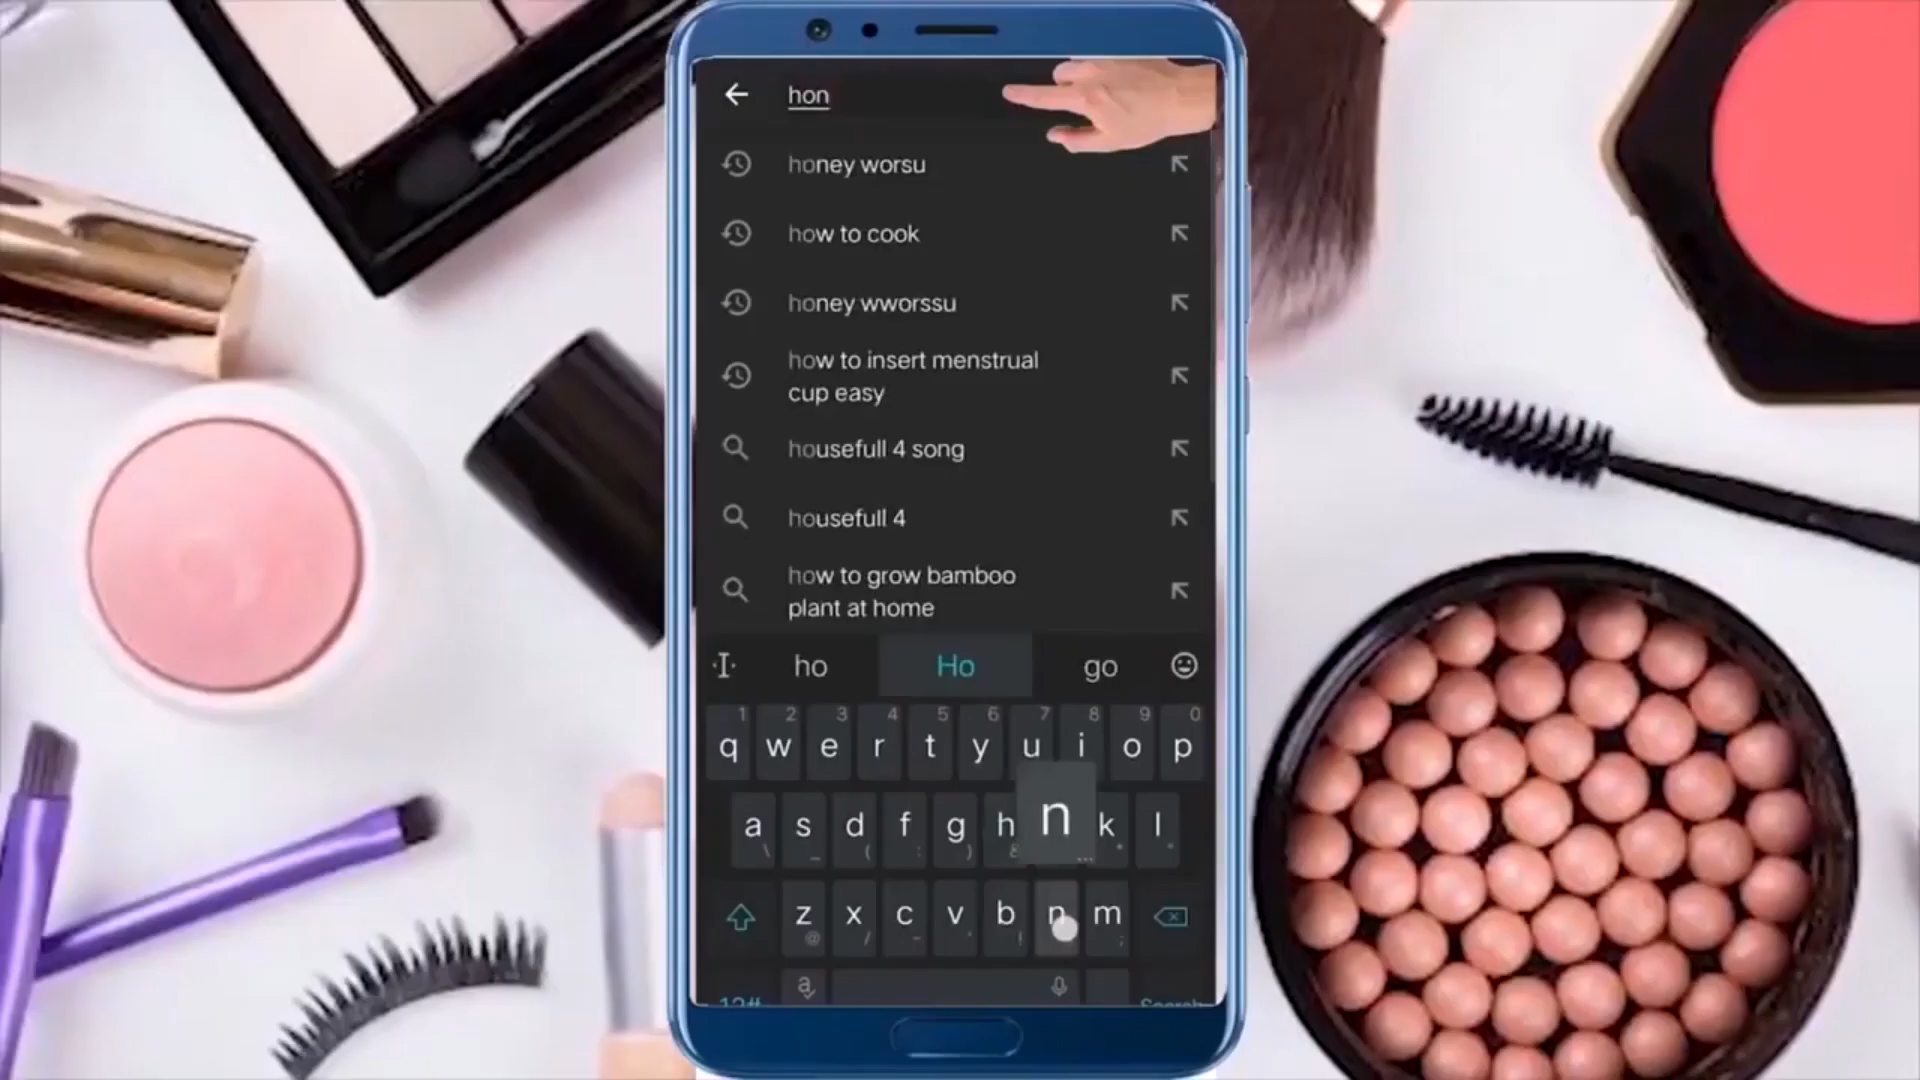 hon
honey worsu
how to cook
honey wworssu
how to insert menstrual
cup easy
housefull 4 song
housefull 4
how to grow bamboo
plant at home
ho Ho go
1 2 3 4 5 6 7 8 9 0
q w e r t y u i o p
a s d f g h n k l
\ _ ( : ) & ... * "
z x c v b n m
@ / - ' ! ;
a
12# Search